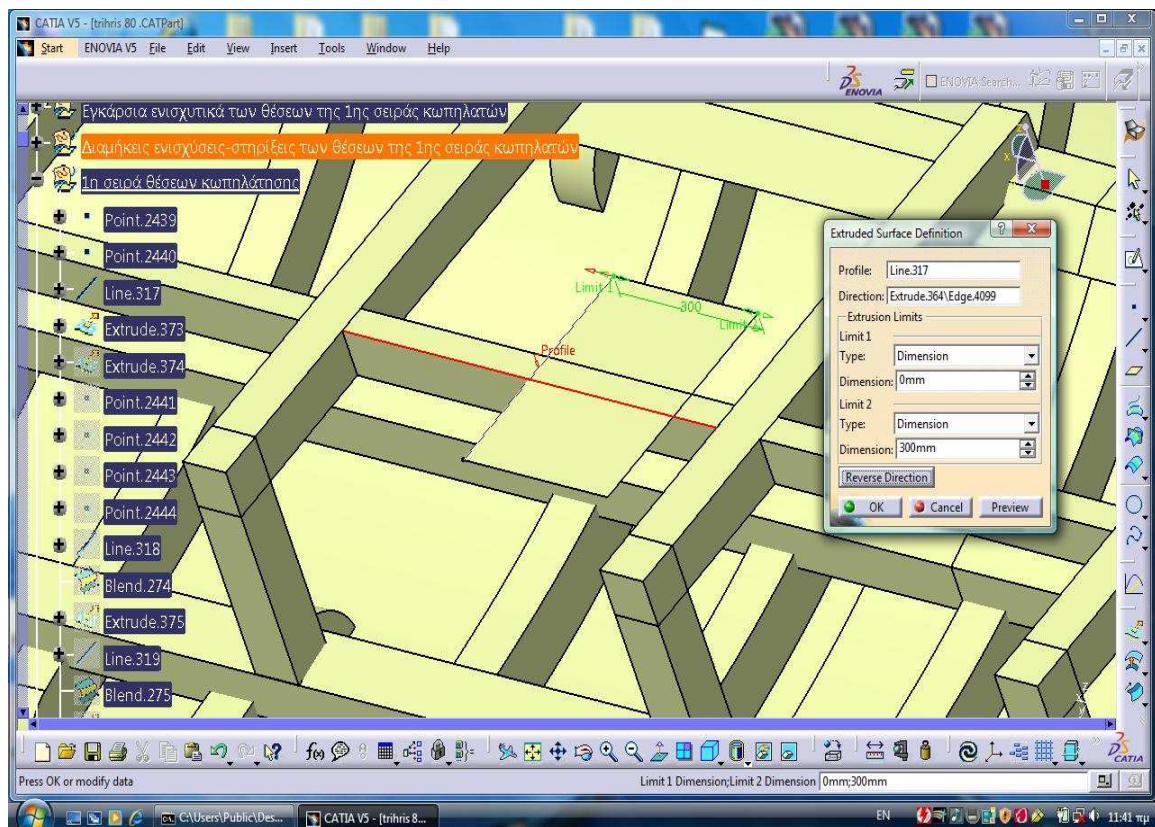 CATIA V5 - [trihris 80 .CATPart]
Start ENOVIA V5 File Edit View Insert Tools Window Help
ENOVIA
ENOVIA Search...
Εγκάρσια ενισχυτικά των θέσεων της 1ης σειράς κωπηλατών
Διαμήκεις ενισχύσεις-στηρίξεις των θέσεων της 1ης σειράς κωπηλατών
1η σειρά θέσεων κωπηλάτησης
Point.2439
Point.2440
Line.317
Extrude.373
Extrude.374
Point.2441
Point.2442
Point.2443
Point.2444
Line.318
Blend.274
Extrude.375
Line.319
Blend.275
Limit 1
300
Limit 2
Profile
Extruded Surface Definition
Profile: Line.317
Direction: Extrude.364\Edge.4099
Extrusion Limits
Limit 1
Type: Dimension
Dimension: 0mm
Limit 2
Type: Dimension
Dimension: 300mm
Reverse Direction
OK Cancel Preview
f(x)
CATIA
Press OK or modify data
Limit 1 Dimension;Limit 2 Dimension 0mm;300mm
C:\Users\Public\Des...
CATIA V5 - [trihris 8...
EN
11:41 πμ